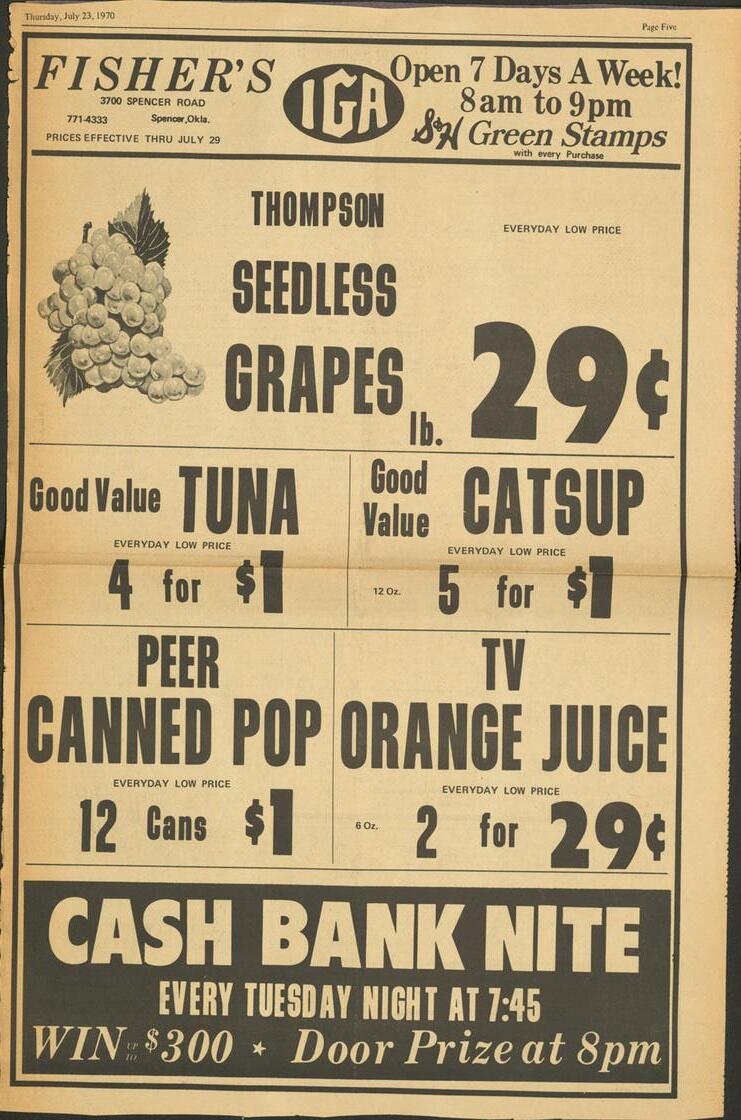 Thursday, July 23, 1970
Page Five
FISHER'S
3700 SPENCER ROAD
771-4333 Spencer, Okla.
PRICES EFFECTIVE THRU JULY 29
IGA
Open 7 Days A Week!
8am to 9pm
S&H Green Stamps
with every Purchase
THOMPSON
SEEDLESS
GRAPES
lb.
EVERYDAY LOW PRICE
29¢
Good Value TUNA
EVERYDAY LOW PRICE
4 for $1
Good
Value
CATSUP
EVERYDAY LOW PRICE
12 Oz. 5 for $1
PEER
CANNED POP
EVERYDAY LOW PRICE
12 Cans $1
TV
ORANGE JUICE
EVERYDAY LOW PRICE
6 Oz. 2 for 29¢
CASH BANK NITE
EVERY TUESDAY NIGHT AT 7:45
WIN UP TO $300 ★ Door Prize at 8pm